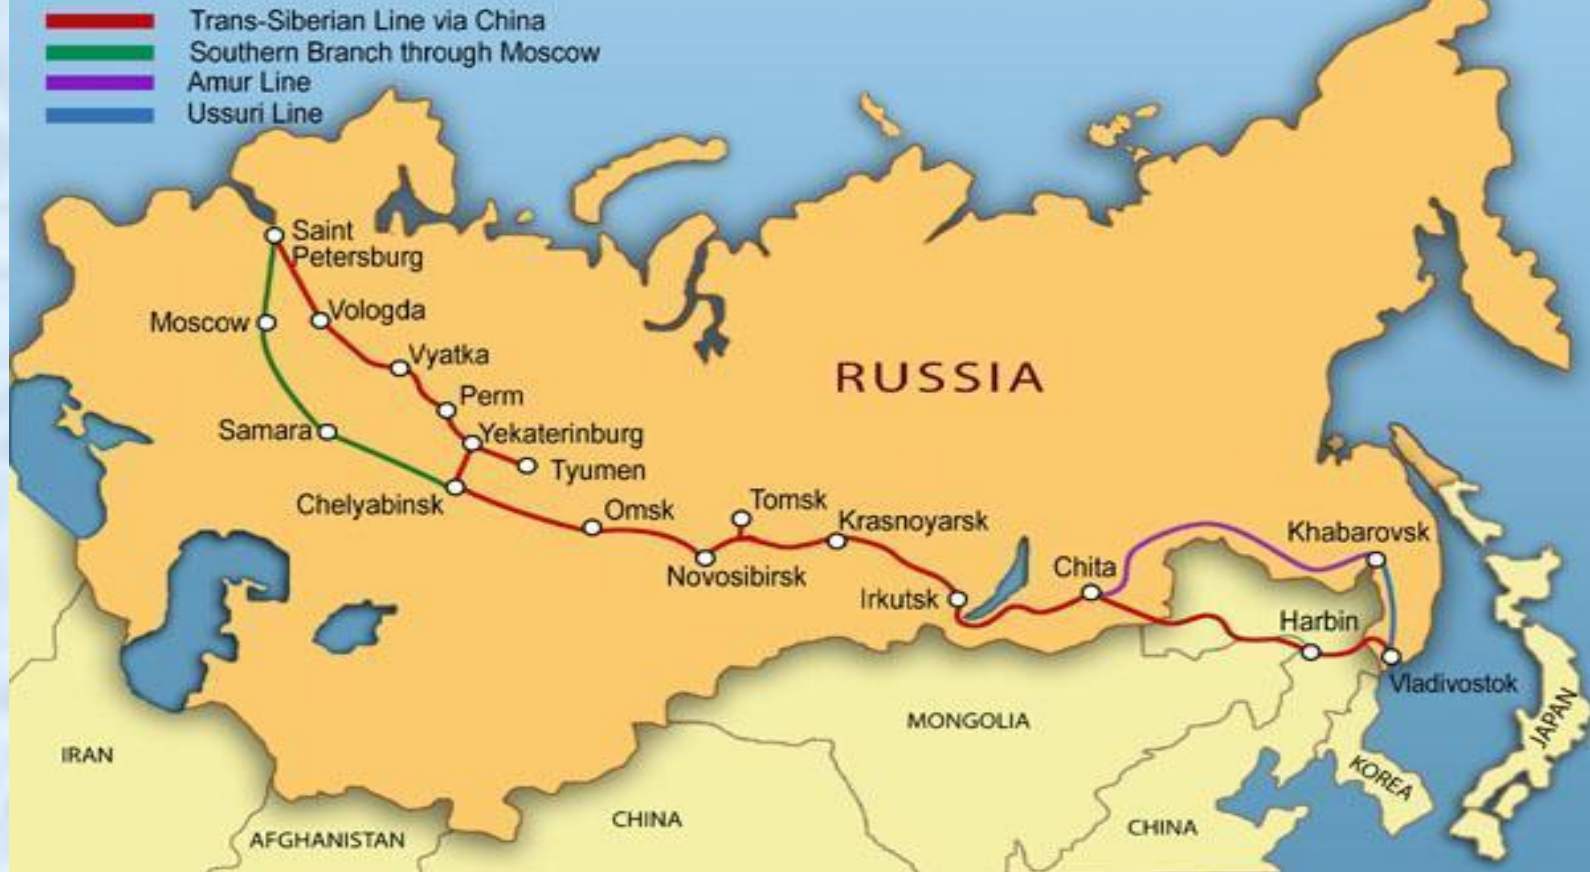 Trans-Siberian Line via China
Southern Branch through Moscow
Amur Line
Ussuri Line
Saint
Petersburg
Moscow
Vologda
Vyatka
Perm
Samara
Yekaterinburg
Tyumen
Chelyabinsk
Omsk
Tomsk
Novosibirsk
Krasnoyarsk
RUSSIA
Irkutsk
Chita
Khabarovsk
Harbin
Vladivostok
MONGOLIA
IRAN
AFGHANISTAN
CHINA
CHINA
KOREA
JAPAN